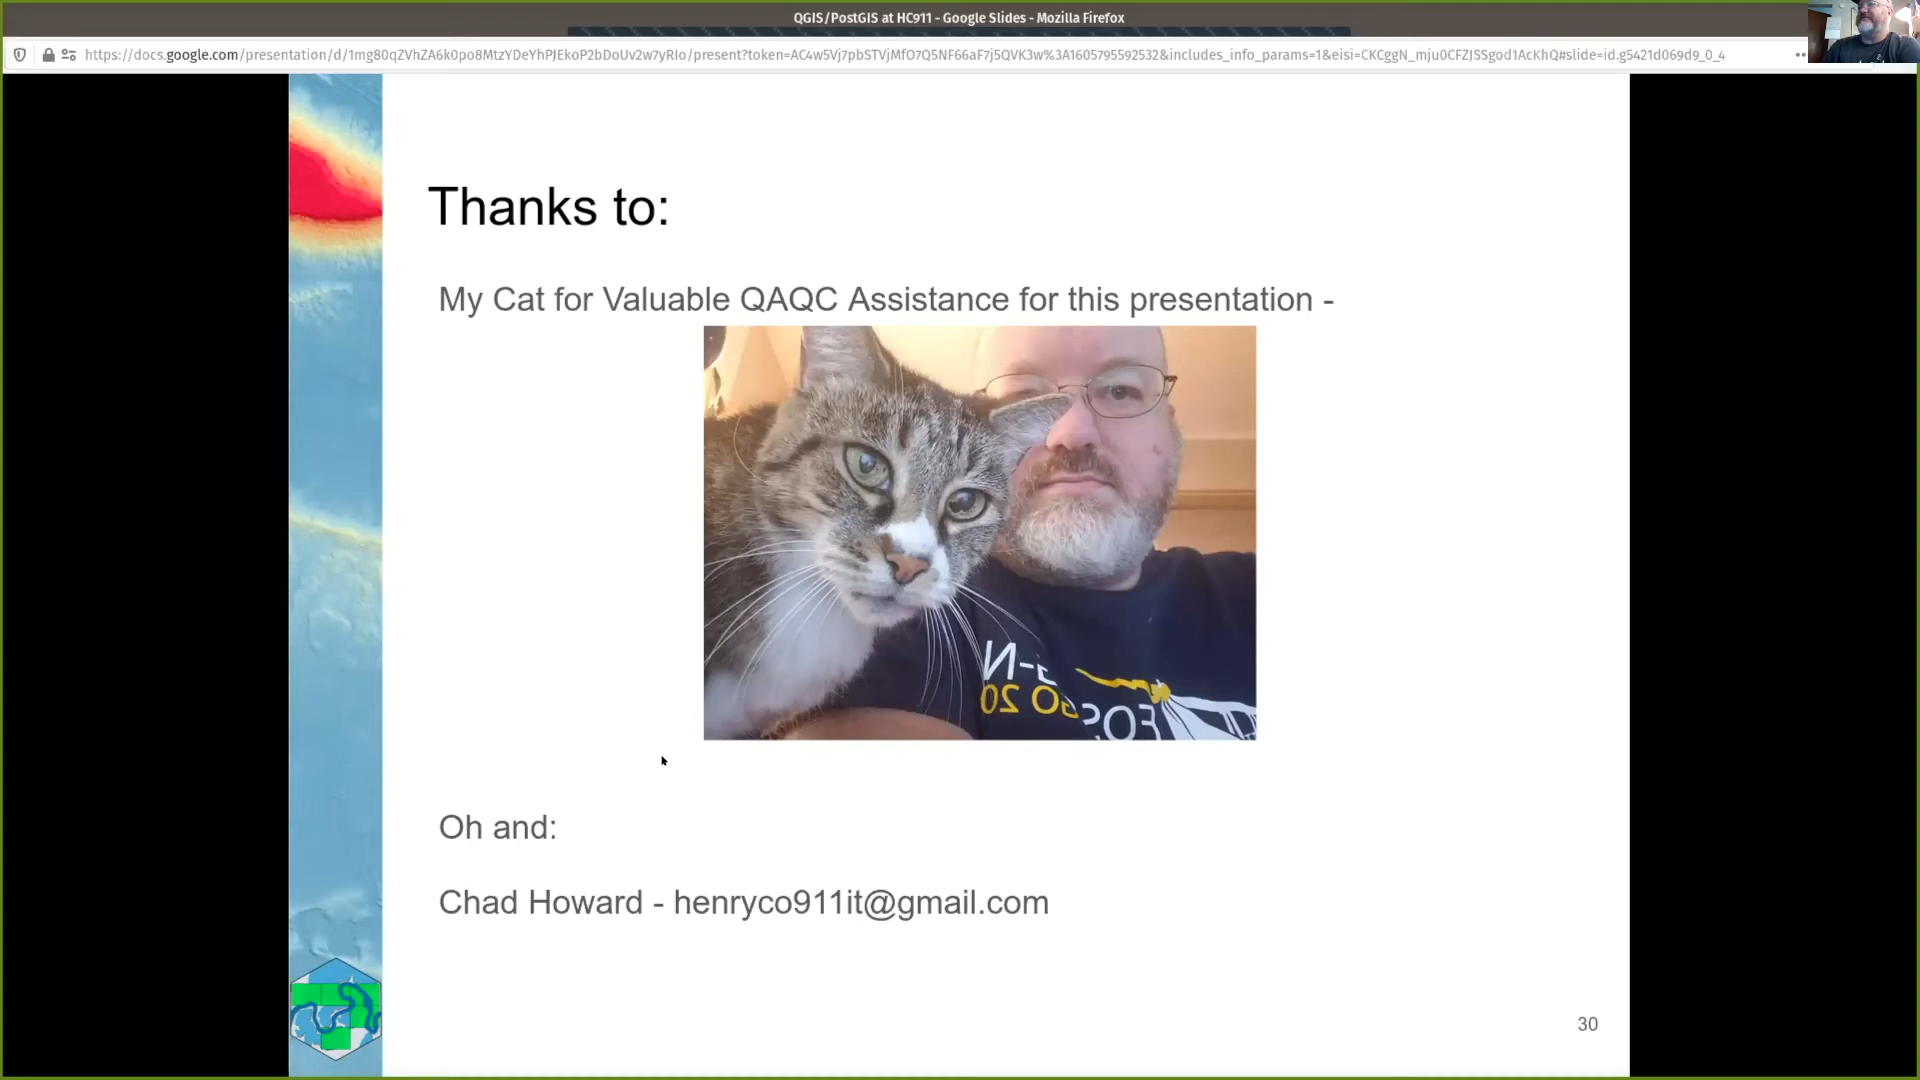 QGIS/PostGIS at HC911 - Google Slides - Mozilla Firefox
https://docs.google.com/presentation/d/1mg80qZVhZA6k0po8MtzYDeYhPJEkoP2bDoUv2w7yRIo/present?token=AC4w5Vj7pbSTVjMfO7Q5NF66aF7j5QVK3w%3A1605795592532&includes_info_params=1&eisi=CKCggN_mju0CFZJSSgod1AcKhQ#slide=id.g5421d069d9_0_4
Thanks to:
My Cat for Valuable QAQC Assistance for this presentation -
Oh and:
Chad Howard - henryco911it@gmail.com
30